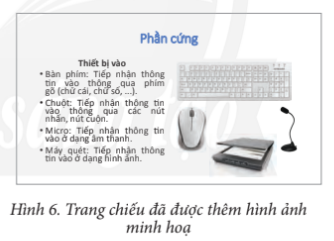 Phần cứng
Thiết bị vào
• Bàn phím: Tiếp nhận thông
tin vào thông qua phím
gõ (chữ cái, chữ số, ...).
• Chuột: Tiếp nhận thông tin
vào thông qua các nút
nhấn, nút cuộn.
• Micro: Tiếp nhận thông tin
vào ở dạng âm thanh.
• Máy quét: Tiếp nhận thông
tin vào ở dạng hình ảnh.
Hình 6. Trang chiếu đã được thêm hình ảnh
minh hoạ